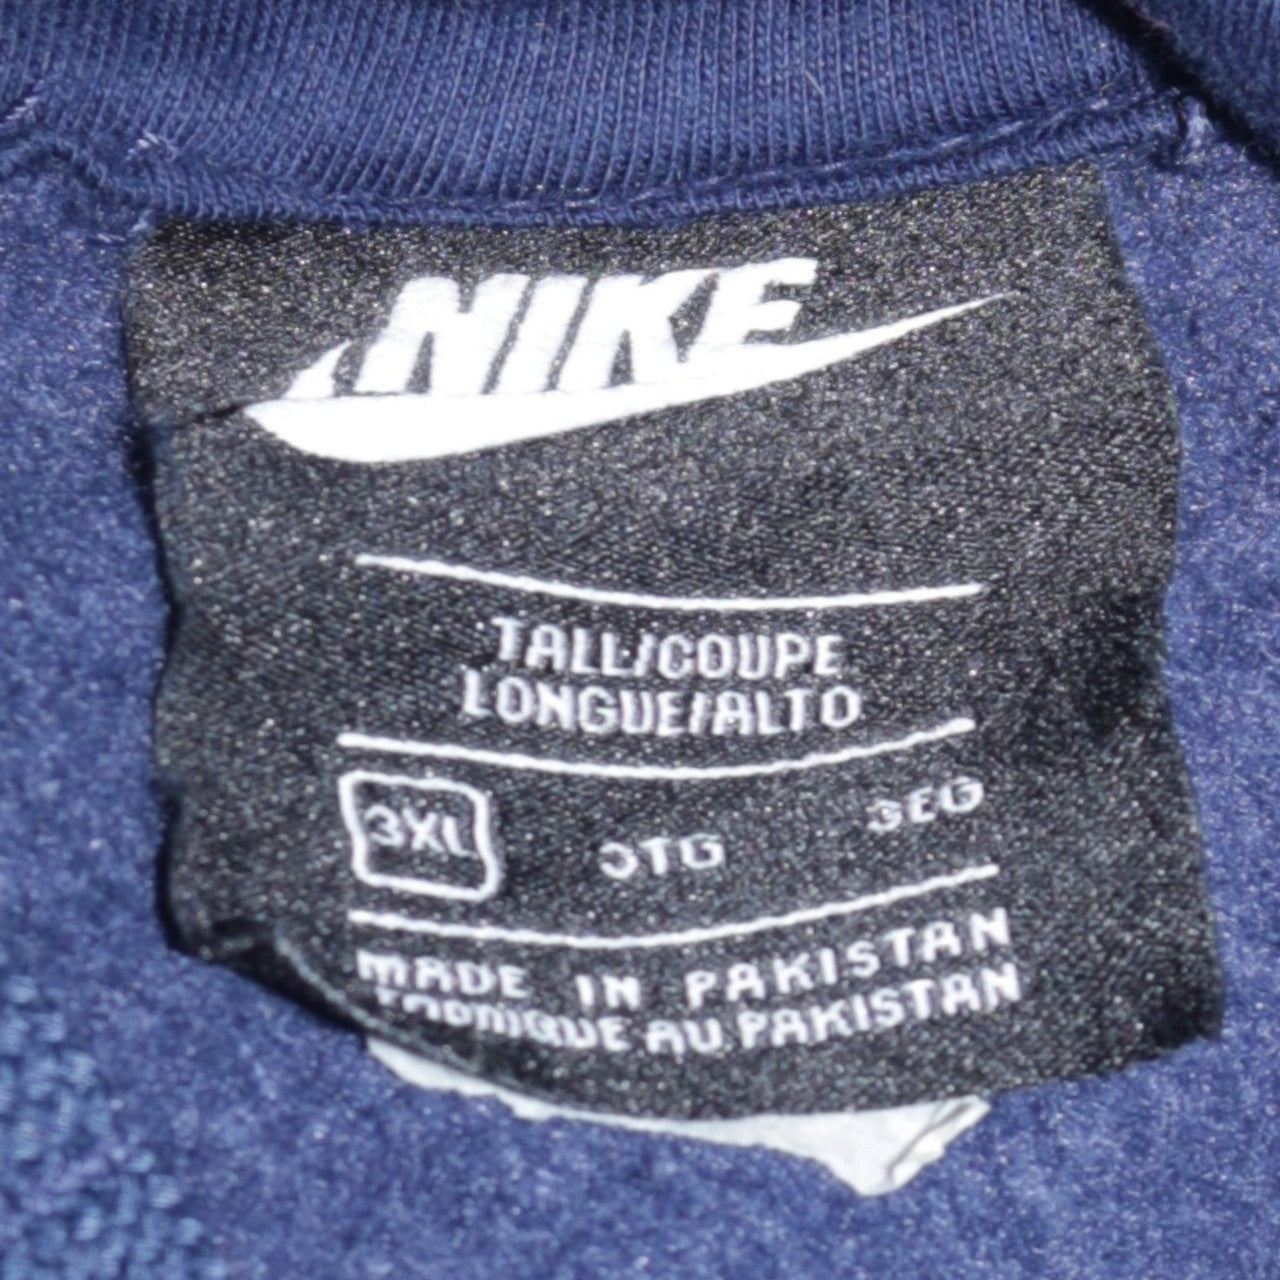 NIKE
TALL/COUPE
LONGUE/ALTO
3XL 3TG 3EG
MADE IN PAKISTAN
FABRIQUE AU PAKISTAN